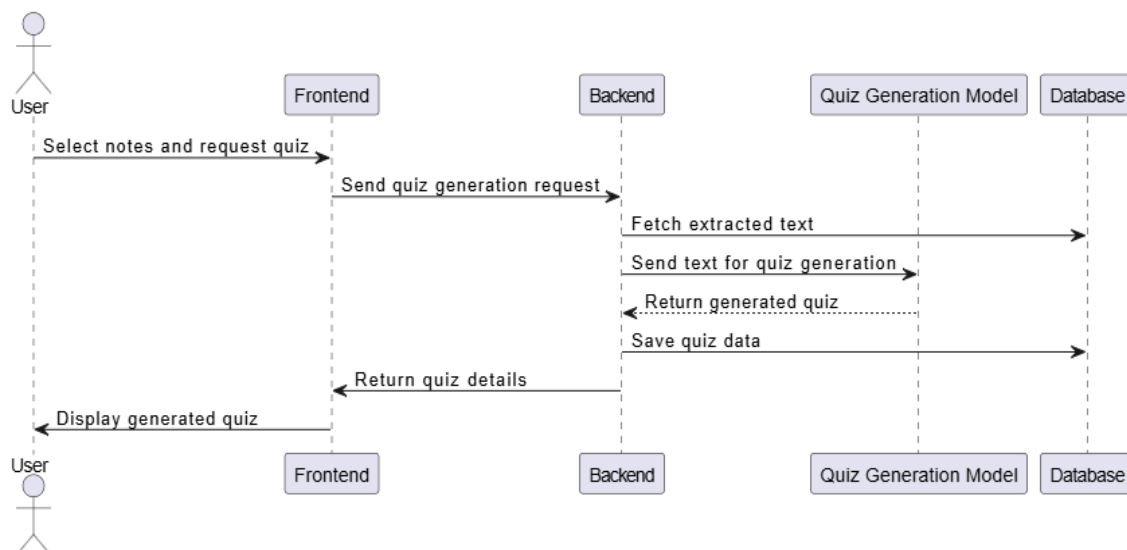 User
Frontend
Backend
Quiz Generation Model
Database
Select notes and request quiz
Send quiz generation request
Fetch extracted text
Send text for quiz generation
Return generated quiz
Save quiz data
Return quiz details
Display generated quiz
User
Frontend
Backend
Quiz Generation Model
Database